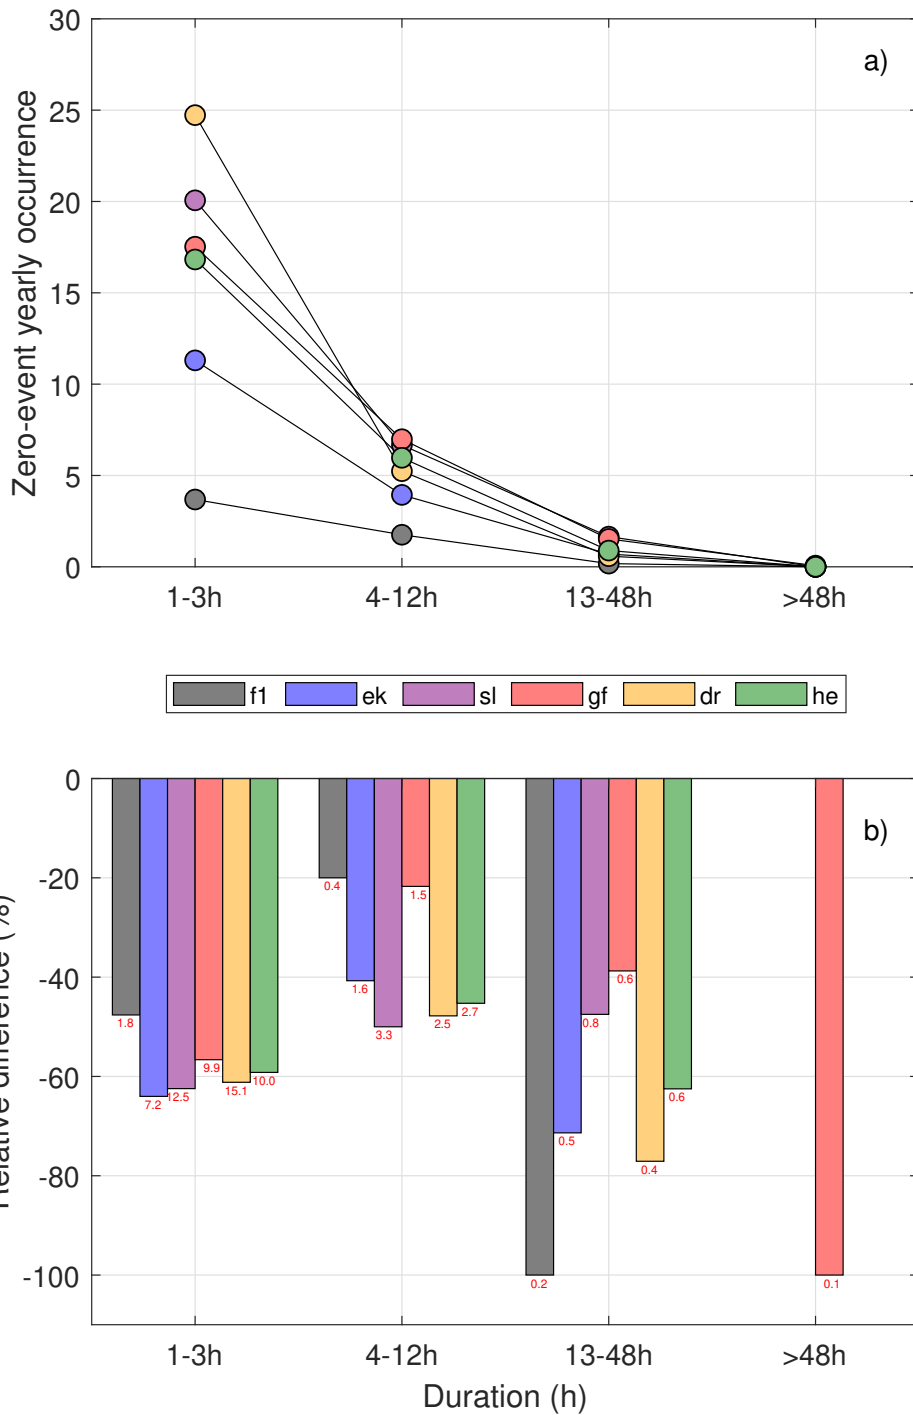 30
a)
25
20
15
10
5
0
Zero-event yearly occurrence
1-3h 4-12h 13-48h >48h
f1 ek sl gf dr he
0
b)
-20
-40
-60
-80
-100
Relative difference (%)
0.4 1.5
1.6 0.6
3.3 2.5 2.7 0.8
1.8 9.9
7.2 12.5 15.1 10.0 0.5 0.6
0.4
0.2 0.1
1-3h 4-12h 13-48h >48h
Duration (h)